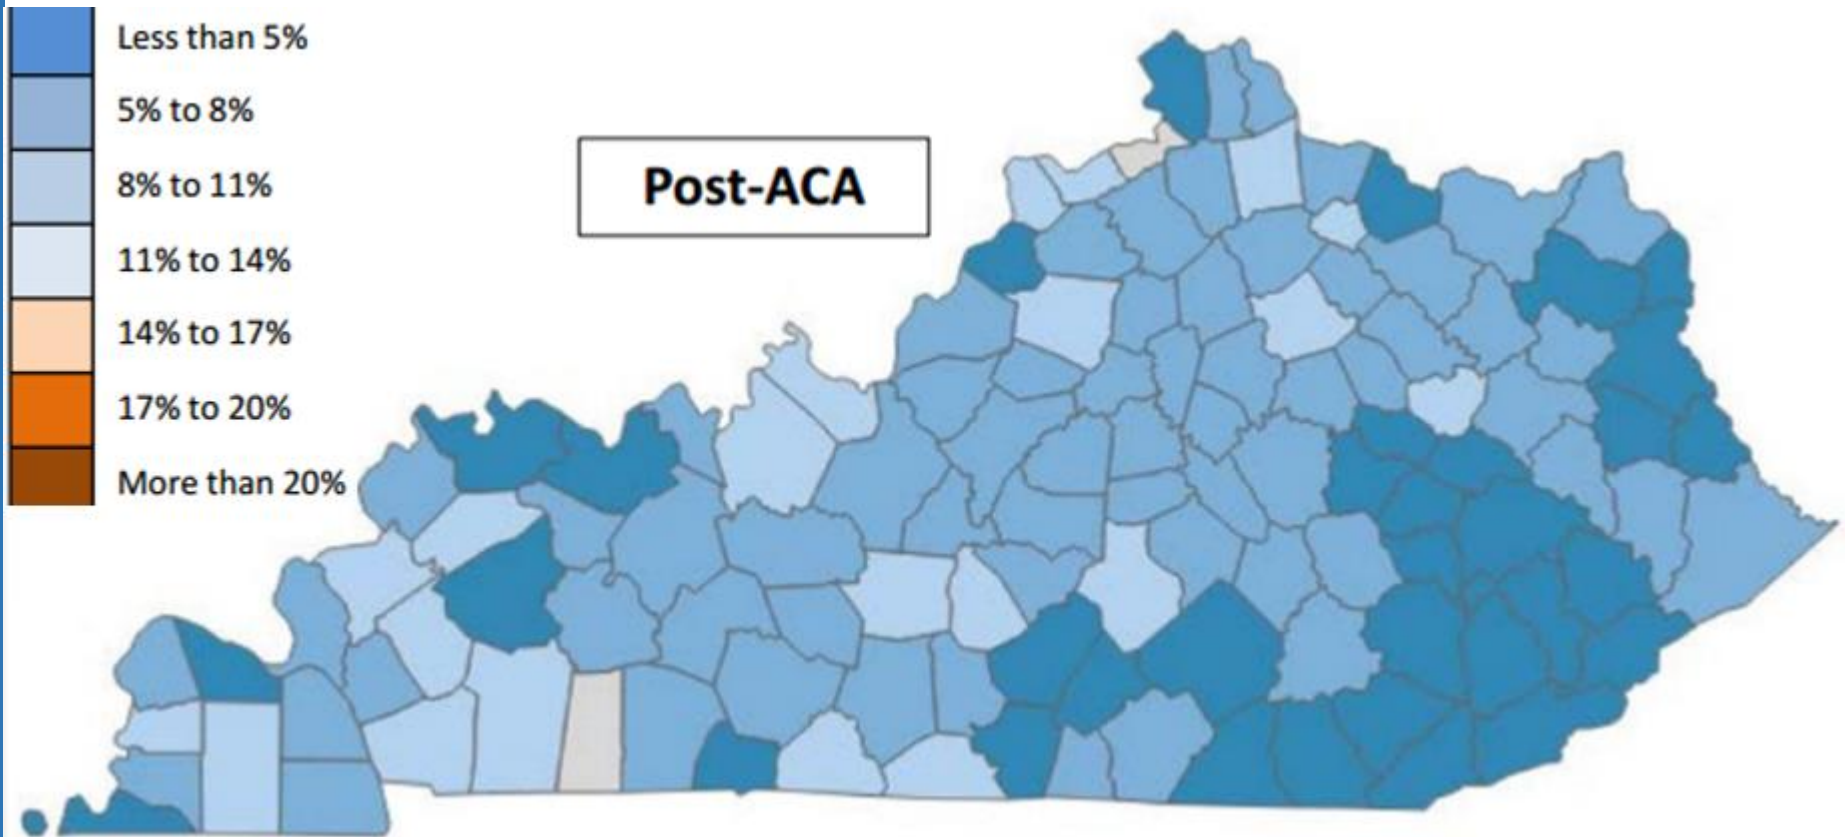 Less than 5%
5% to 8%
8% to 11%
11% to 14%
14% to 17%
17% to 20%
More than 20%
Post-ACA